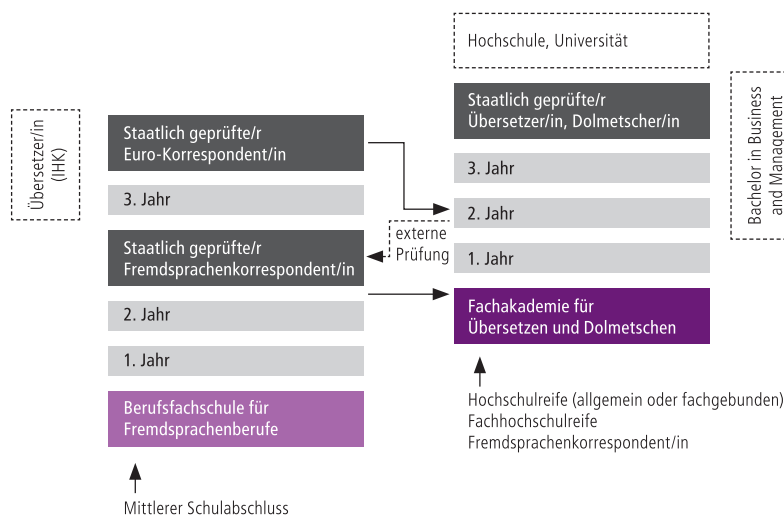 Übersetzer/in
(IHK)
Staatlich geprüfte/r
Euro-Korrespondent/in
3. Jahr
Staatlich geprüfte/r
Fremdsprachenkorrespondent/in
2. Jahr
1. Jahr
Berufsfachschule für
Fremdsprachenberufe
Mittlerer Schulabschluss
externe
Prüfung
Hochschule, Universität
Staatlich geprüfte/r
Übersetzer/in, Dolmetscher/in
3. Jahr
2. Jahr
1. Jahr
Fachakademie für
Übersetzen und Dolmetschen
Hochschulreife (allgemein oder fachgebunden)
Fachhochschulreife
Fremdsprachenkorrespondent/in
Bachelor in Business
and Management